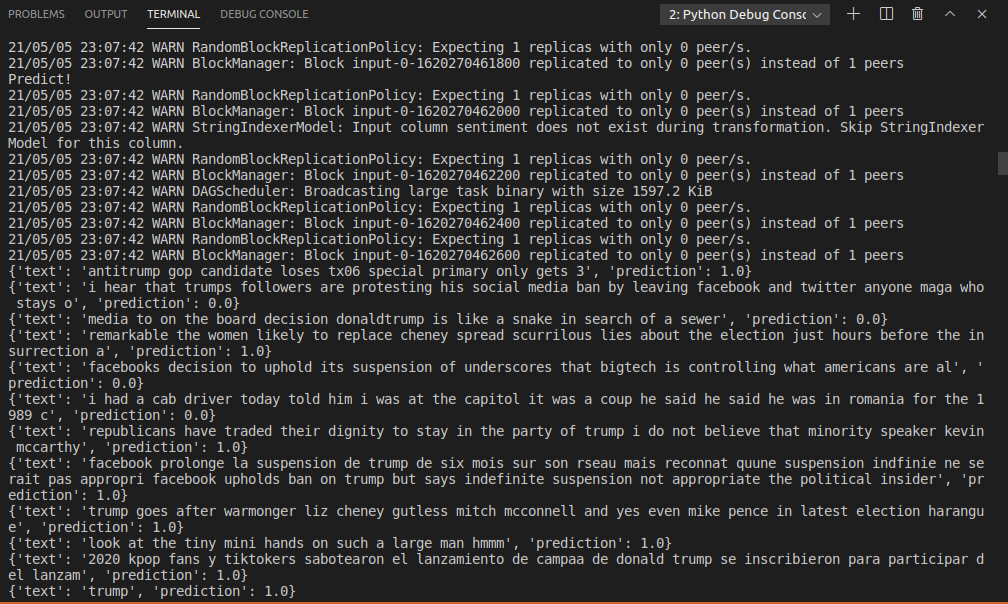 PROBLEMS OUTPUT TERMINAL DEBUG CONSOLE 2: Python Debug Consc
21/05/05 23:07:42 WARN RandomBlockReplicationPolicy: Expecting 1 replicas with only 0 peer/s.
21/05/05 23:07:42 WARN BlockManager: Block input-0-1620270461800 replicated to only 0 peer(s) instead of 1 peers
Predict!
21/05/05 23:07:42 WARN RandomBlockReplicationPolicy: Expecting 1 replicas with only 0 peer/s.
21/05/05 23:07:42 WARN BlockManager: Block input-0-1620270462000 replicated to only 0 peer(s) instead of 1 peers
21/05/05 23:07:42 WARN StringIndexerModel: Input column sentiment does not exist during transformation. Skip StringIndexer
Model for this column.
21/05/05 23:07:42 WARN RandomBlockReplicationPolicy: Expecting 1 replicas with only 0 peer/s.
21/05/05 23:07:42 WARN BlockManager: Block input-0-1620270462200 replicated to only 0 peer(s) instead of 1 peers
21/05/05 23:07:42 WARN DAGScheduler: Broadcasting large task binary with size 1597.2 KiB
21/05/05 23:07:42 WARN RandomBlockReplicationPolicy: Expecting 1 replicas with only 0 peer/s.
21/05/05 23:07:42 WARN BlockManager: Block input-0-1620270462400 replicated to only 0 peer(s) instead of 1 peers
21/05/05 23:07:42 WARN RandomBlockReplicationPolicy: Expecting 1 replicas with only 0 peer/s.
21/05/05 23:07:42 WARN BlockManager: Block input-0-1620270462600 replicated to only 0 peer(s) instead of 1 peers
{'text': 'antitrump gop candidate loses tx06 special primary only gets 3', 'prediction': 1.0}
{'text': 'i hear that trumps followers are protesting his social media ban by leaving facebook and twitter anyone maga who
 stays o', 'prediction': 0.0}
{'text': 'media to on the board decision donaldtrump is like a snake in search of a sewer', 'prediction': 0.0}
{'text': 'remarkable the women likely to replace cheney spread scurrilous lies about the election just hours before the in
surrection a', 'prediction': 1.0}
{'text': 'facebooks decision to uphold its suspension of underscores that bigtech is controlling what americans are al', '
prediction': 0.0}
{'text': 'i had a cab driver today told him i was at the capitol it was a coup he said he said he was in romania for the 1
989 c', 'prediction': 0.0}
{'text': 'republicans have traded their dignity to stay in the party of trump i do not believe that minority speaker kevin
 mccarthy', 'prediction': 1.0}
{'text': 'facebook prolonge la suspension de trump de six mois sur son rseau mais reconnat quune suspension indfinie ne se
rait pas appropri facebook upholds ban on trump but says indefinite suspension not appropriate the political insider', 'pr
ediction': 1.0}
{'text': 'trump goes after warmonger liz cheney gutless mitch mcconnell and yes even mike pence in latest election harangu
e', 'prediction': 1.0}
{'text': 'look at the tiny mini hands on such a large man hmmm', 'prediction': 1.0}
{'text': '2020 kpop fans y tiktokers sabotearon el lanzamiento de campaa de donald trump se inscribieron para participar d
el lanzam', 'prediction': 1.0}
{'text': 'trump', 'prediction': 1.0}